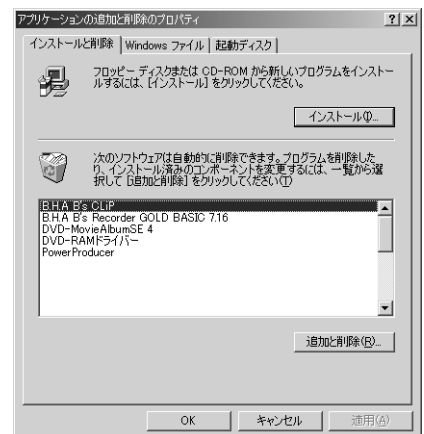 アプリケーションの追加と削除のプロパティ
インストールと削除 Windows ファイル 起動ディスク
フロッピー ディスクまたは CD-ROM から新しいプログラムをインストー
ルするには、[インストール] をクリックしてください。
インストール(I)...
次のソフトウェアは自動的に削除できます。プログラムを削除した
り、インストール済みのコンポーネントを変更するには、一覧から選
択して [追加と削除] をクリックしてください(T)
B.H.A B's CLiP
B.H.A B's Recorder GOLD BASIC 7.16
DVD-MovieAlbumSE 4
DVD-RAMドライバー
PowerProducer
追加と削除(R)...
OK キャンセル 適用(A)